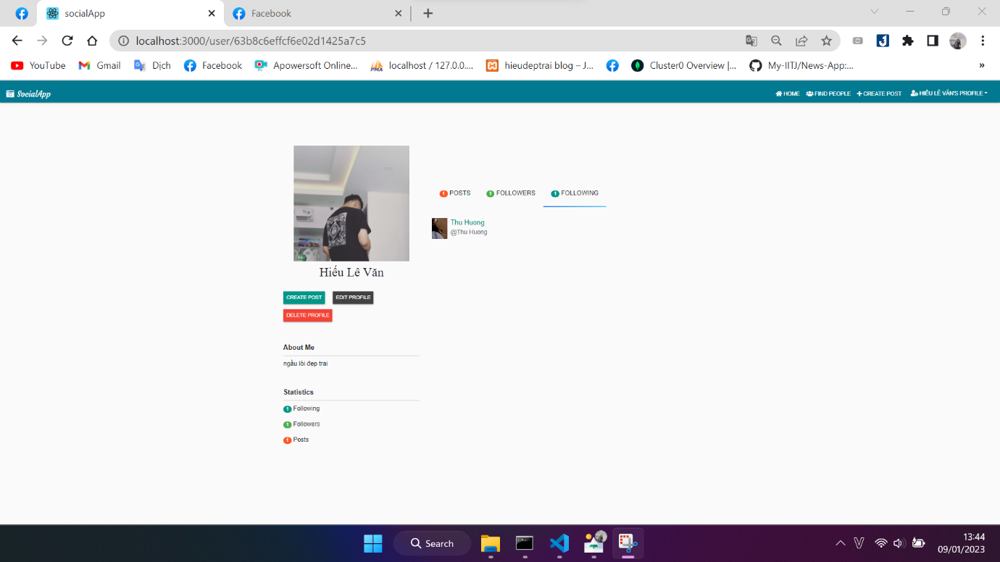 socialApp
Facebook
localhost:3000/user/63b8c6effcf6e02d1425a7c5
YouTube Gmail Dịch Facebook Apowersoft Online... localhost / 127.0.0.... hieudeptrai blog – J... Cluster0 Overview |... My-IITJ/News-App:... »
SocialApp
HOME FIND PEOPLE CREATE POST HIẾU LÊ VĂN'S PROFILE
1 POSTS 1 FOLLOWERS 1 FOLLOWING
Thu Huong
@Thu Huong
Hiếu Lê Văn
CREATE POST EDIT PROFILE
DELETE PROFILE
About Me
ngầu lòi đẹp trai
Statistics
1 Following
1 Followers
1 Posts
Search
13:44
09/01/2023